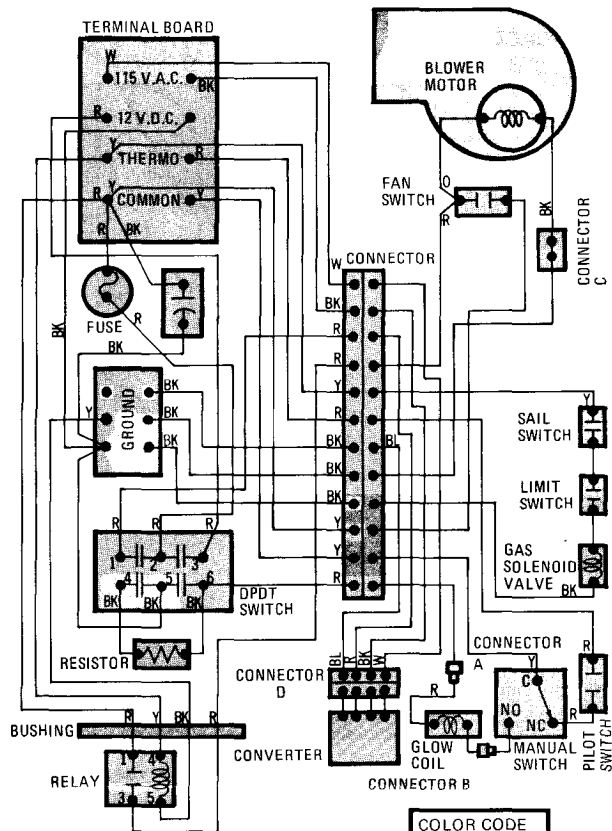 TERMINAL BOARD
W
115 V.A.C.
BK
R
12 V.D.C.
Y
THERMO
R
R
Y
COMMON
Y
R
BK
FUSE
R
BK
BK
BLOWER
MOTOR
FAN
SWITCH
O
R
BK
CONNECTOR
C
CONNECTOR
W
BK
R
R
Y
R
BK
BL
BK
BK
Y
Y
R
GROUND
Y
BK
BK
BK
Y
SAIL
SWITCH
LIMIT
SWITCH
GAS
SOLENOID
VALVE
BK
R
R
R
1
2
3
4
5
6
BK
BK
BK
DPDT
SWITCH
RESISTOR
BUSHING
R
Y
BK
R
RELAY
1
4
3
5
BL
R
BK
W
CONNECTOR
D
CONVERTER
CONNECTOR
A
R
GLOW
COIL
CONNECTOR B
Y
C
NO
NC
MANUAL
SWITCH
R
R
PILOT
SWITCH
COLOR CODE